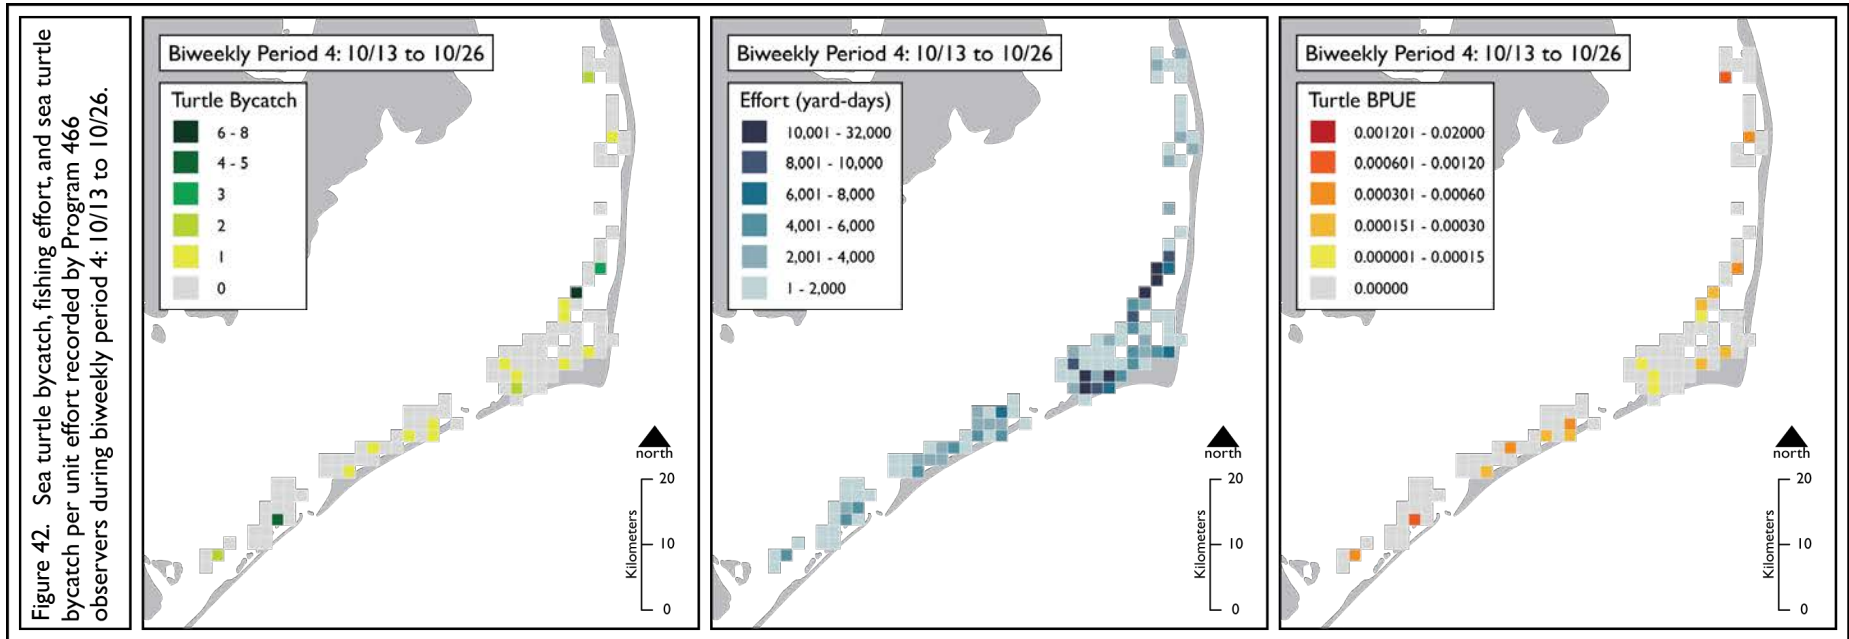 Figure 42. Sea turtle bycatch, fishing effort, and sea turtle
bycatch per unit effort recorded by Program 466
observers during biweekly period 4: 10/13 to 10/26.
Biweekly Period 4: 10/13 to 10/26
Turtle Bycatch
6 - 8
4 - 5
3
2
1
0
north
20
10
0
Kilometers
Biweekly Period 4: 10/13 to 10/26
Effort (yard-days)
10,001 - 32,000
8,001 - 10,000
6,001 - 8,000
4,001 - 6,000
2,001 - 4,000
1 - 2,000
north
20
10
0
Kilometers
Biweekly Period 4: 10/13 to 10/26
Turtle BPUE
0.001201 - 0.02000
0.000601 - 0.00120
0.000301 - 0.00060
0.000151 - 0.00030
0.000001 - 0.00015
0.00000
north
20
10
0
Kilometers